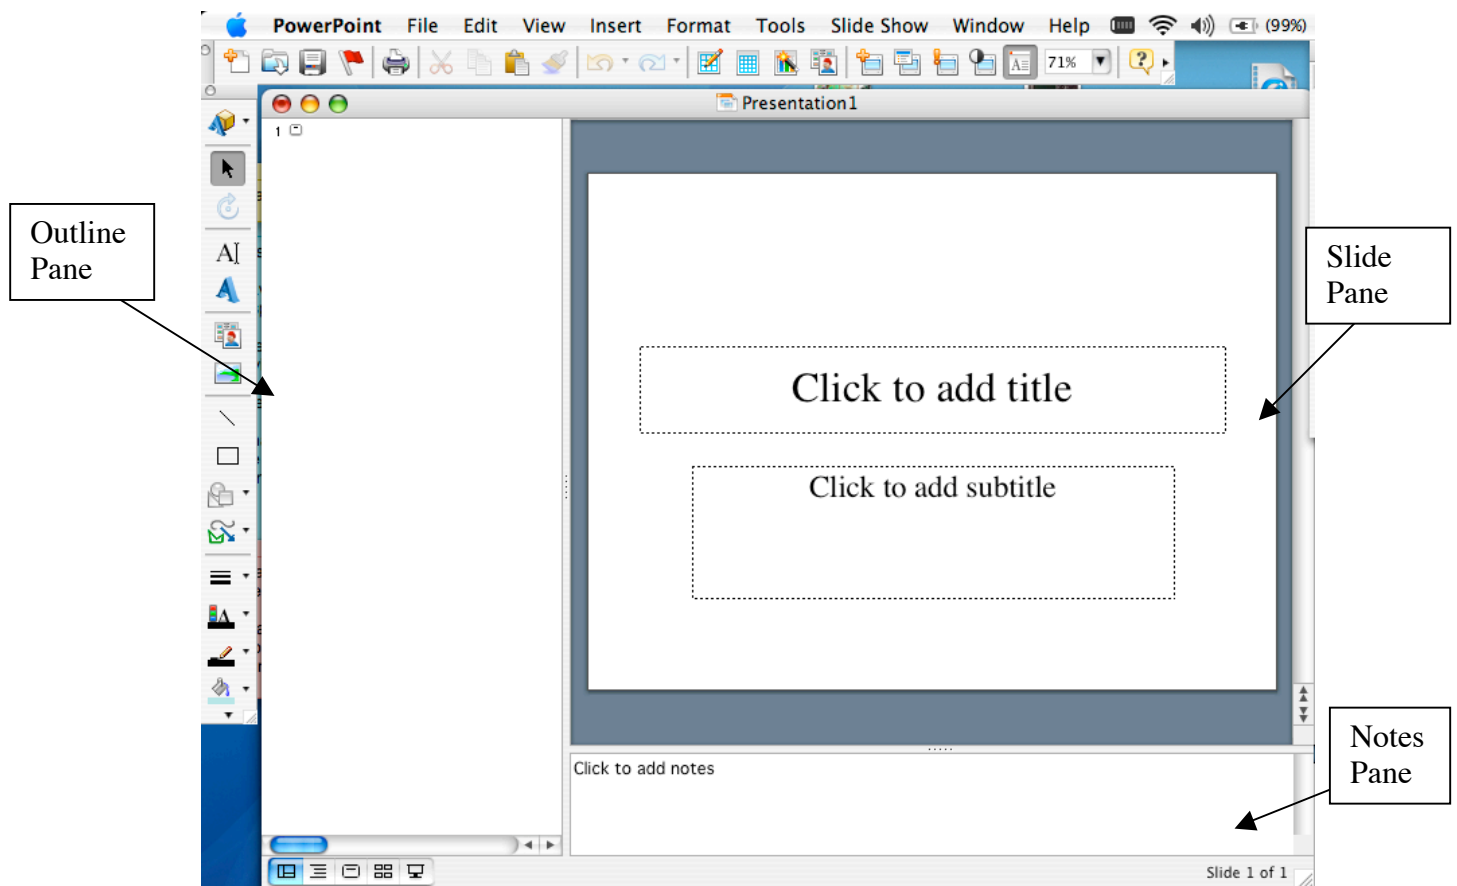 PowerPoint File Edit View Insert Format Tools Slide Show Window Help (99%)
71%
Presentation1
1
Outline
Pane
Slide
Pane
Click to add title
Click to add subtitle
Notes
Pane
Click to add notes
Slide 1 of 1